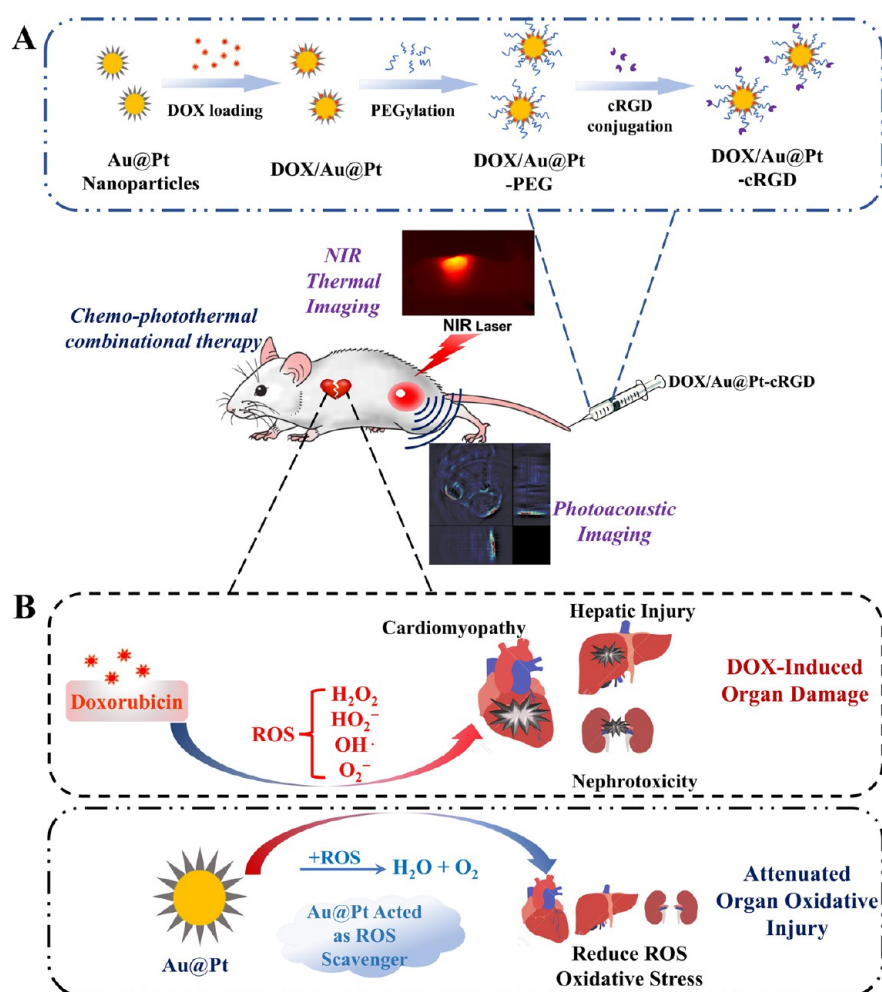 A
DOX loading
PEGylation
cRGD
conjugation
Au@Pt
Nanoparticles
DOX/Au@Pt
DOX/Au@Pt
-PEG
DOX/Au@Pt
-cRGD
NIR
Thermal
Imaging
Chemo-photothermal
combinational therapy
NIR Laser
DOX/Au@Pt-cRGD
Photoacoustic
Imaging
B
Doxorubicin
ROS
H₂O₂
HO₂⁻
OH·
O₂⁻
Cardiomyopathy
Hepatic Injury
Nephrotoxicity
DOX-Induced
Organ Damage
Au@Pt
+ROS
H₂O + O₂
Au@Pt Acted
as ROS
Scavenger
Reduce ROS
Oxidative Stress
Attenuated
Organ Oxidative
Injury